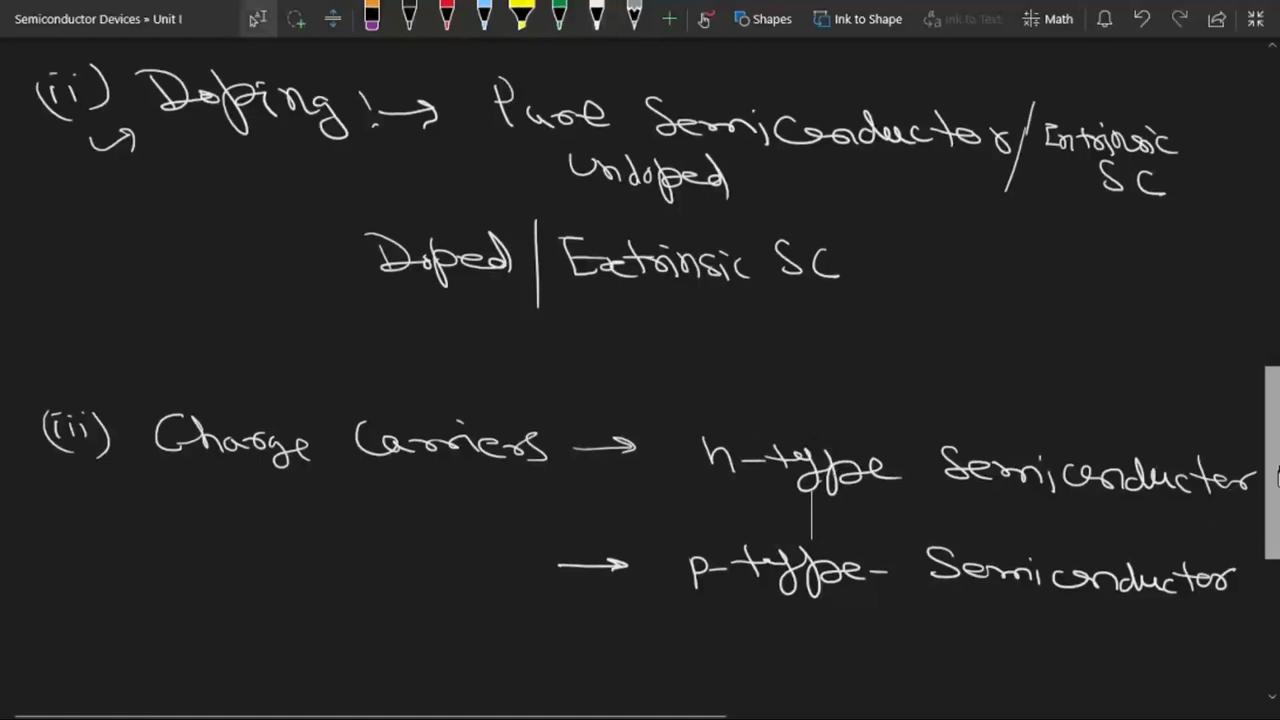 Semiconductor Devices » Unit I
Shapes
Ink to Shape
Ink to Text
Math
(ii) Doping :→ Pure Semiconductor / Intrinsic
undoped SC
Doped | Extrinsic SC
(iii) Charge Carriers → n-type Semiconductor
→ p-type- Semiconductor